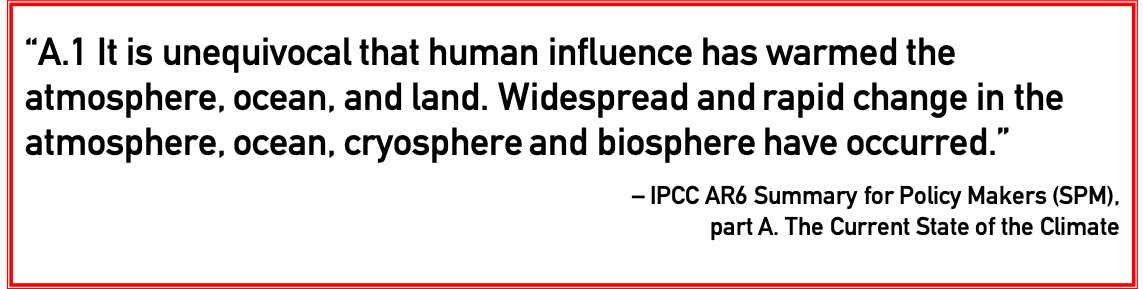 “A.1 It is unequivocal that human influence has warmed the
atmosphere, ocean, and land. Widespread and rapid change in the
atmosphere, ocean, cryosphere and biosphere have occurred.”
– IPCC AR6 Summary for Policy Makers (SPM),
part A. The Current State of the Climate